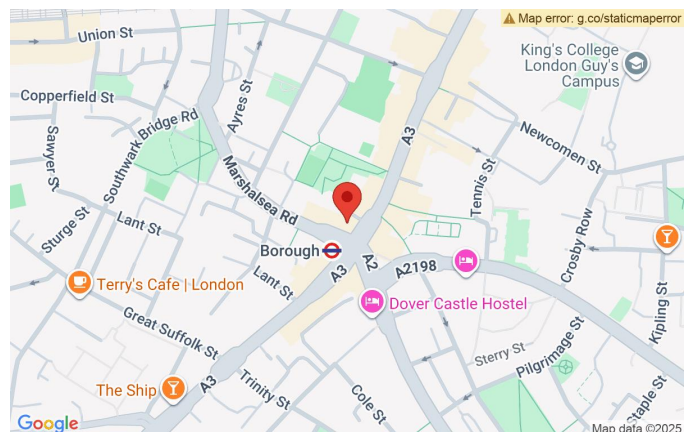 Union St
Map error: g.co/staticmaperror
King's College
London Guy's
Campus
Copperfield St
Ayres St
A3
Southwark Bridge Rd
Sawyer St
Newcomen St
Marshalsea Rd
Tennis St
Crosby Row
Sturge St
Lant St
Borough
A3
A2
A2198
Terry's Cafe | London
Lant St
Dover Castle Hostel
Kipling St
Great Suffolk St
Sterry St
Pilgrimage St
The Ship
A3
Trinity St
Cole St
Staple St
Google
Map data ©2025